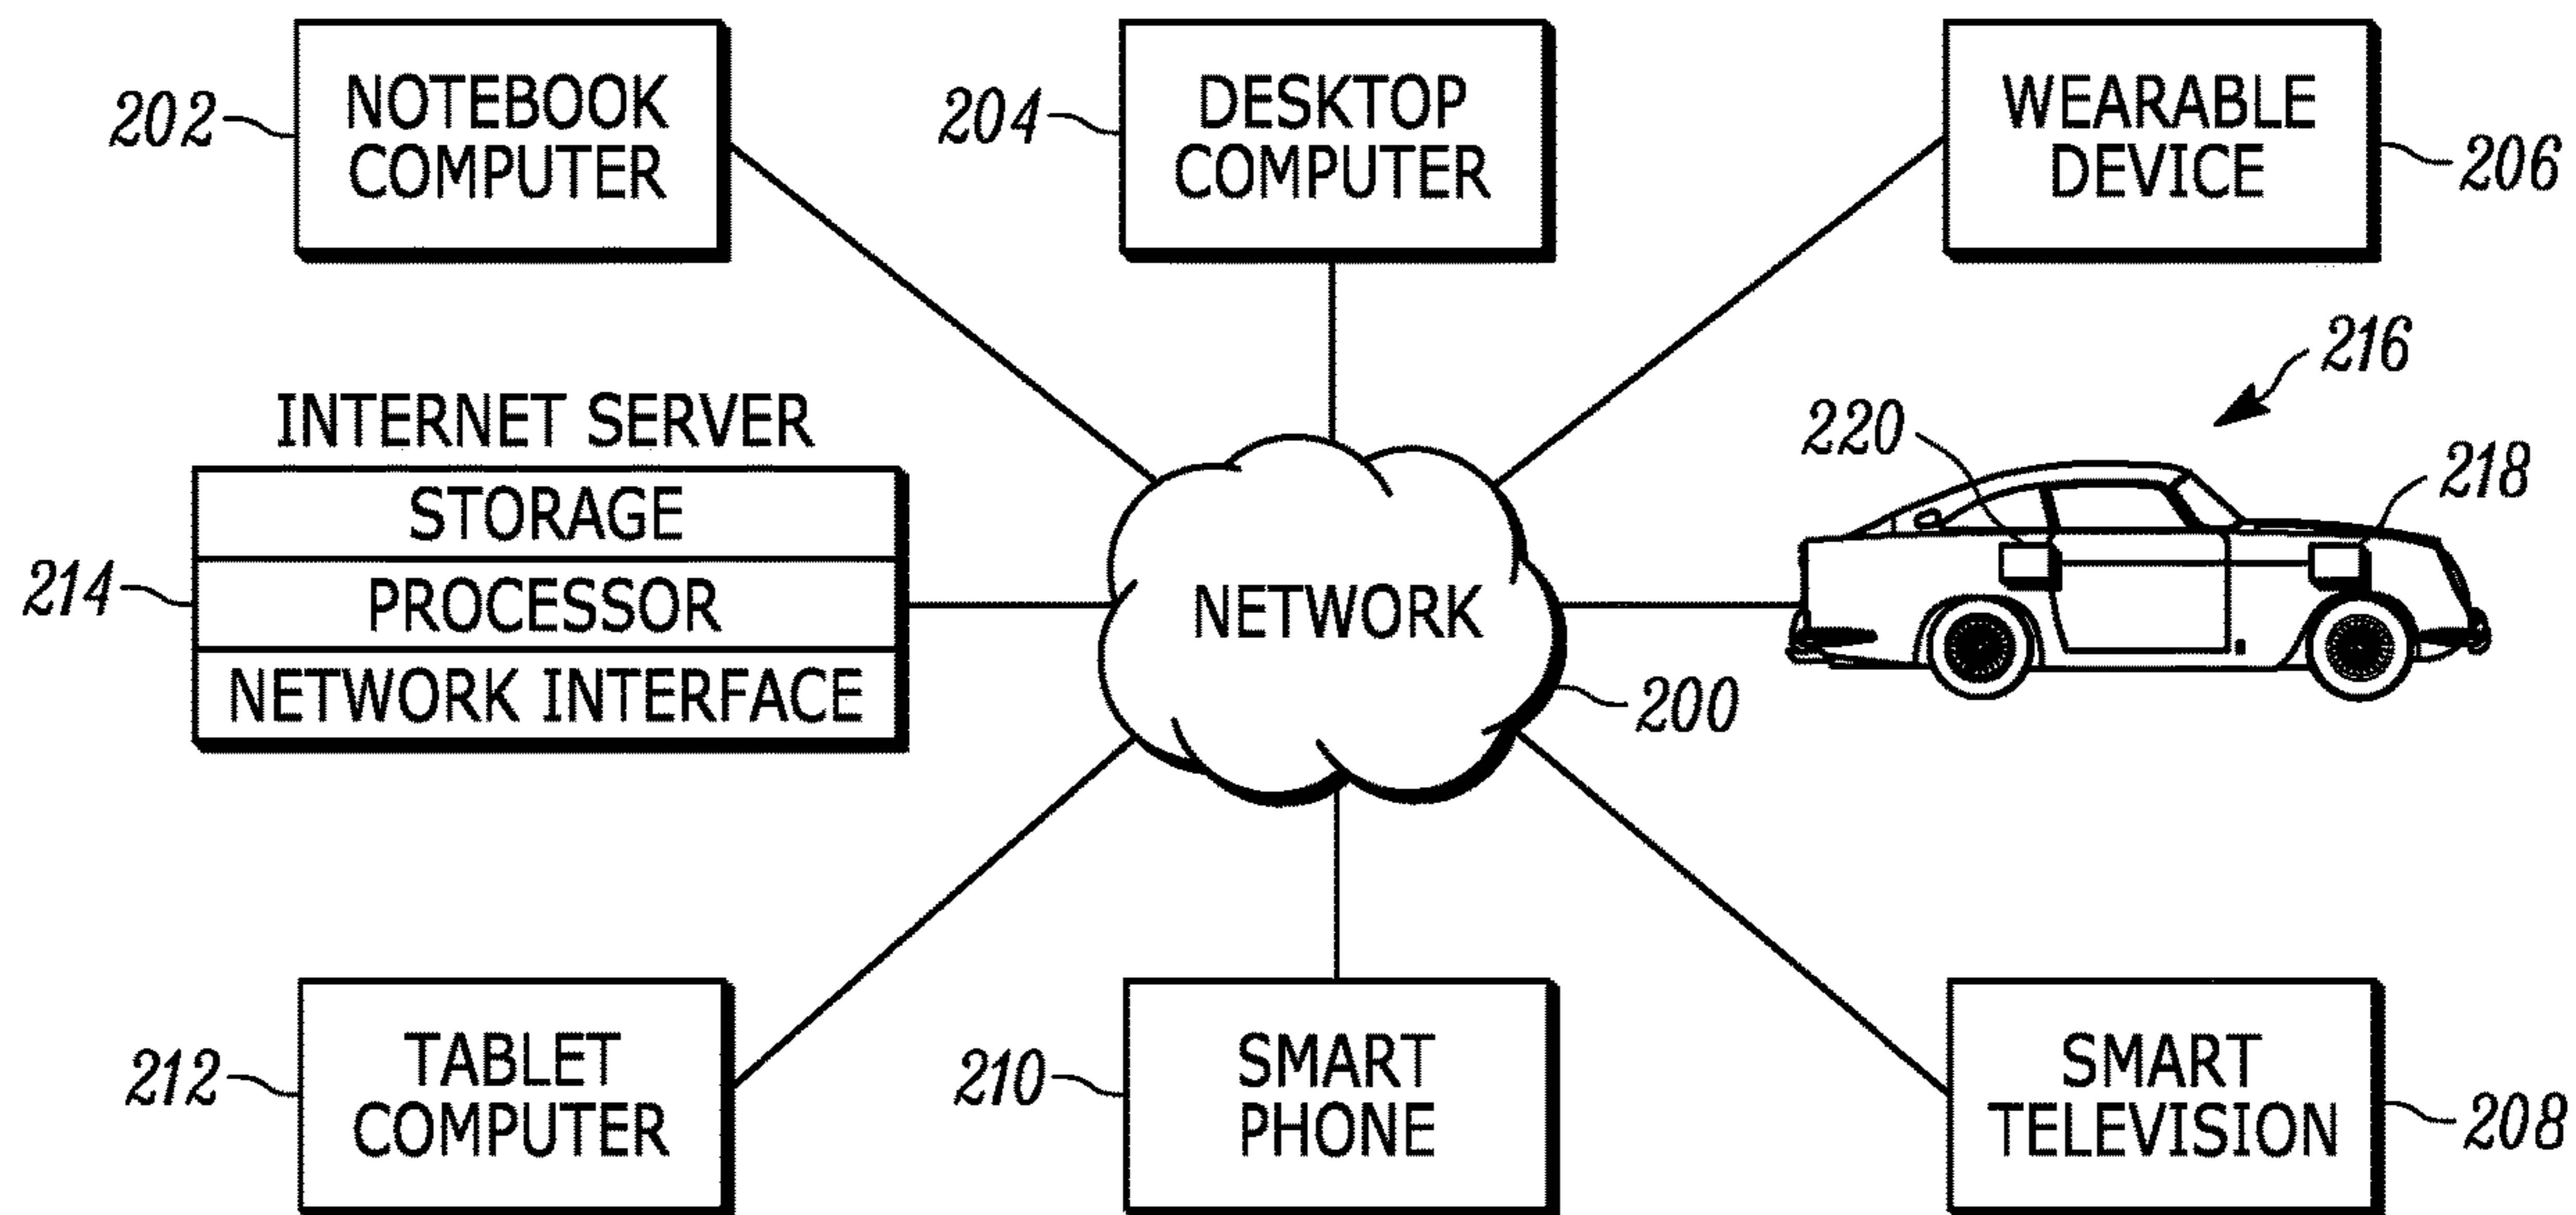 NOTEBOOK
COMPUTER
202
DESKTOP
COMPUTER
204
WEARABLE
DEVICE
206
INTERNET SERVER
STORAGE
PROCESSOR
NETWORK INTERFACE
214
NETWORK
200
216
220
218
TABLET
COMPUTER
212
SMART
PHONE
210
SMART
TELEVISION
208